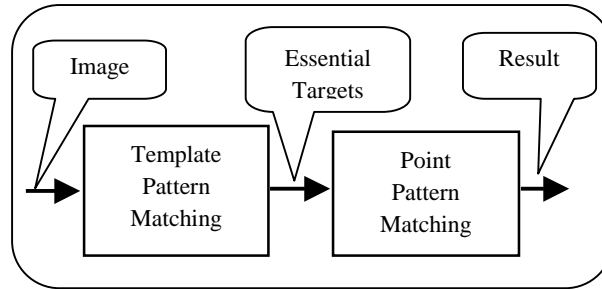 Image
Essential
Targets
Result
Template
Pattern
Matching
Point
Pattern
Matching